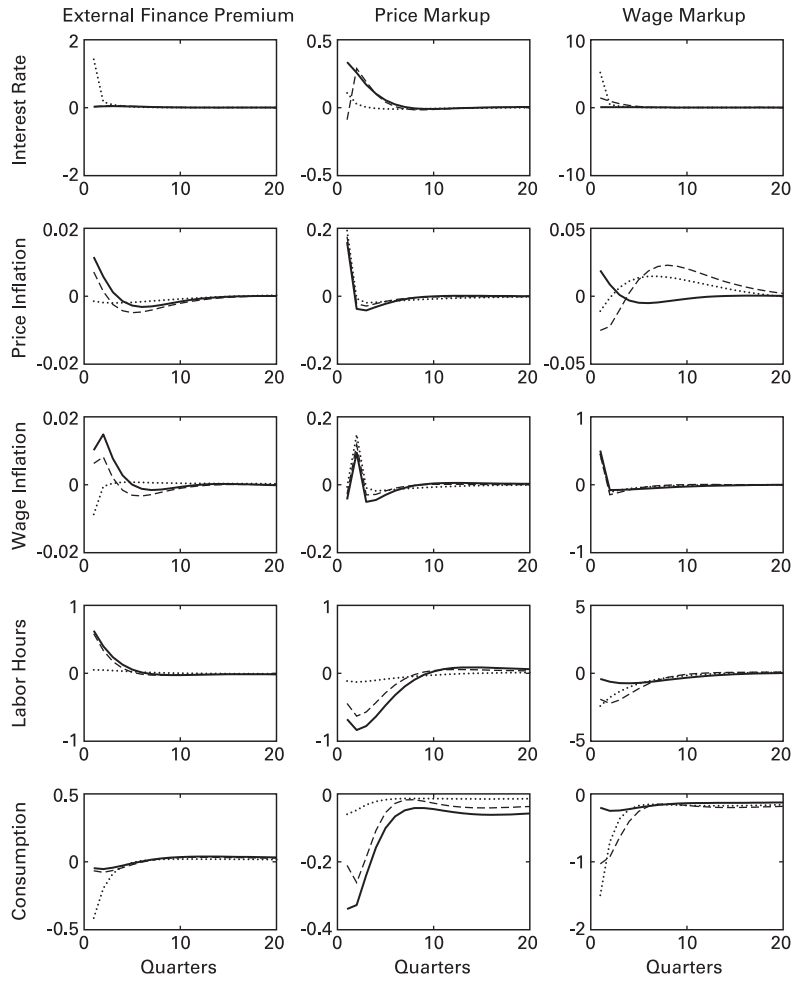 External Finance Premium Price Markup Wage Markup
Interest Rate
2 0 -2 0 10 20
0.5 0 -0.5 0 10 20
10 0 -10 0 10 20
Price Inflation
0.02 0 -0.02 0 10 20
0.2 0 -0.2 0 10 20
0.05 0 -0.05 0 10 20
Wage Inflation
0.02 0 -0.02 0 10 20
0.2 0 -0.2 0 10 20
1 0 -1 0 10 20
Labor Hours
1 0 -1 0 10 20
1 0 -1 0 10 20
5 0 -5 0 10 20
Consumption
0.5 0 -0.5 0 10 20
0 -0.2 -0.4 0 10 20
0 -1 -2 0 10 20
Quarters Quarters Quarters